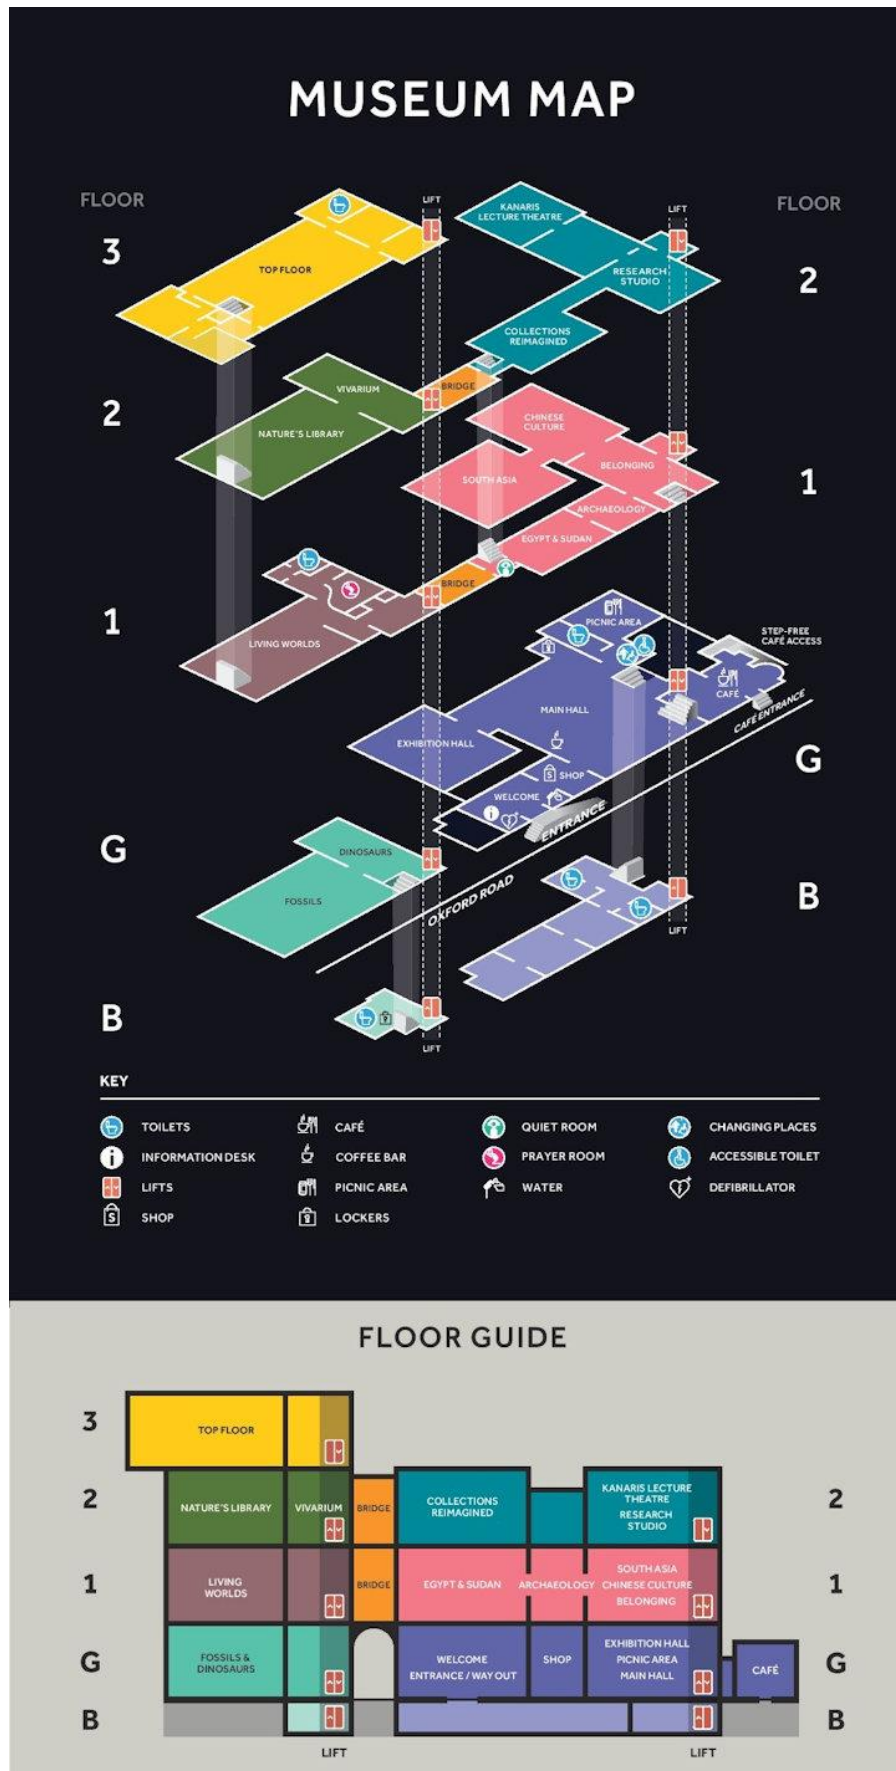 MUSEUM MAP
FLOOR
FLOOR
3
2
1
G
B
2
1
G
B
LIFT
LIFT
TOP FLOOR
KANARIS
LECTURE THEATRE
RESEARCH
STUDIO
COLLECTIONS
REIMAGINED
VIVARIUM
BRIDGE
NATURE'S LIBRARY
CHINESE
CULTURE
SOUTH ASIA
BELONGING
ARCHAEOLOGY
EGYPT & SUDAN
BRIDGE
LIVING WORLDS
PICNIC AREA
STEP-FREE
CAFÉ ACCESS
CAFÉ
CAFÉ ENTRANCE
MAIN HALL
EXHIBITION HALL
S
SHOP
WELCOME
i
ENTRANCE
DINOSAURS
FOSSILS
OXFORD ROAD
LIFT
LIFT
KEY
TOILETS
CAFÉ
QUIET ROOM
CHANGING PLACES
i
INFORMATION DESK
COFFEE BAR
PRAYER ROOM
ACCESSIBLE TOILET
LIFTS
PICNIC AREA
WATER
DEFIBRILLATOR
S
SHOP
LOCKERS
FLOOR GUIDE
3
TOP FLOOR
2
NATURE'S LIBRARY
VIVARIUM
BRIDGE
COLLECTIONS
REIMAGINED
KANARIS LECTURE
THEATRE
RESEARCH
STUDIO
2
1
LIVING
WORLDS
BRIDGE
EGYPT & SUDAN
ARCHAEOLOGY
SOUTH ASIA
CHINESE CULTURE
BELONGING
1
G
FOSSILS &
DINOSAURS
WELCOME
ENTRANCE / WAY OUT
SHOP
EXHIBITION HALL
PICNIC AREA
MAIN HALL
CAFÉ
G
B
B
LIFT
LIFT